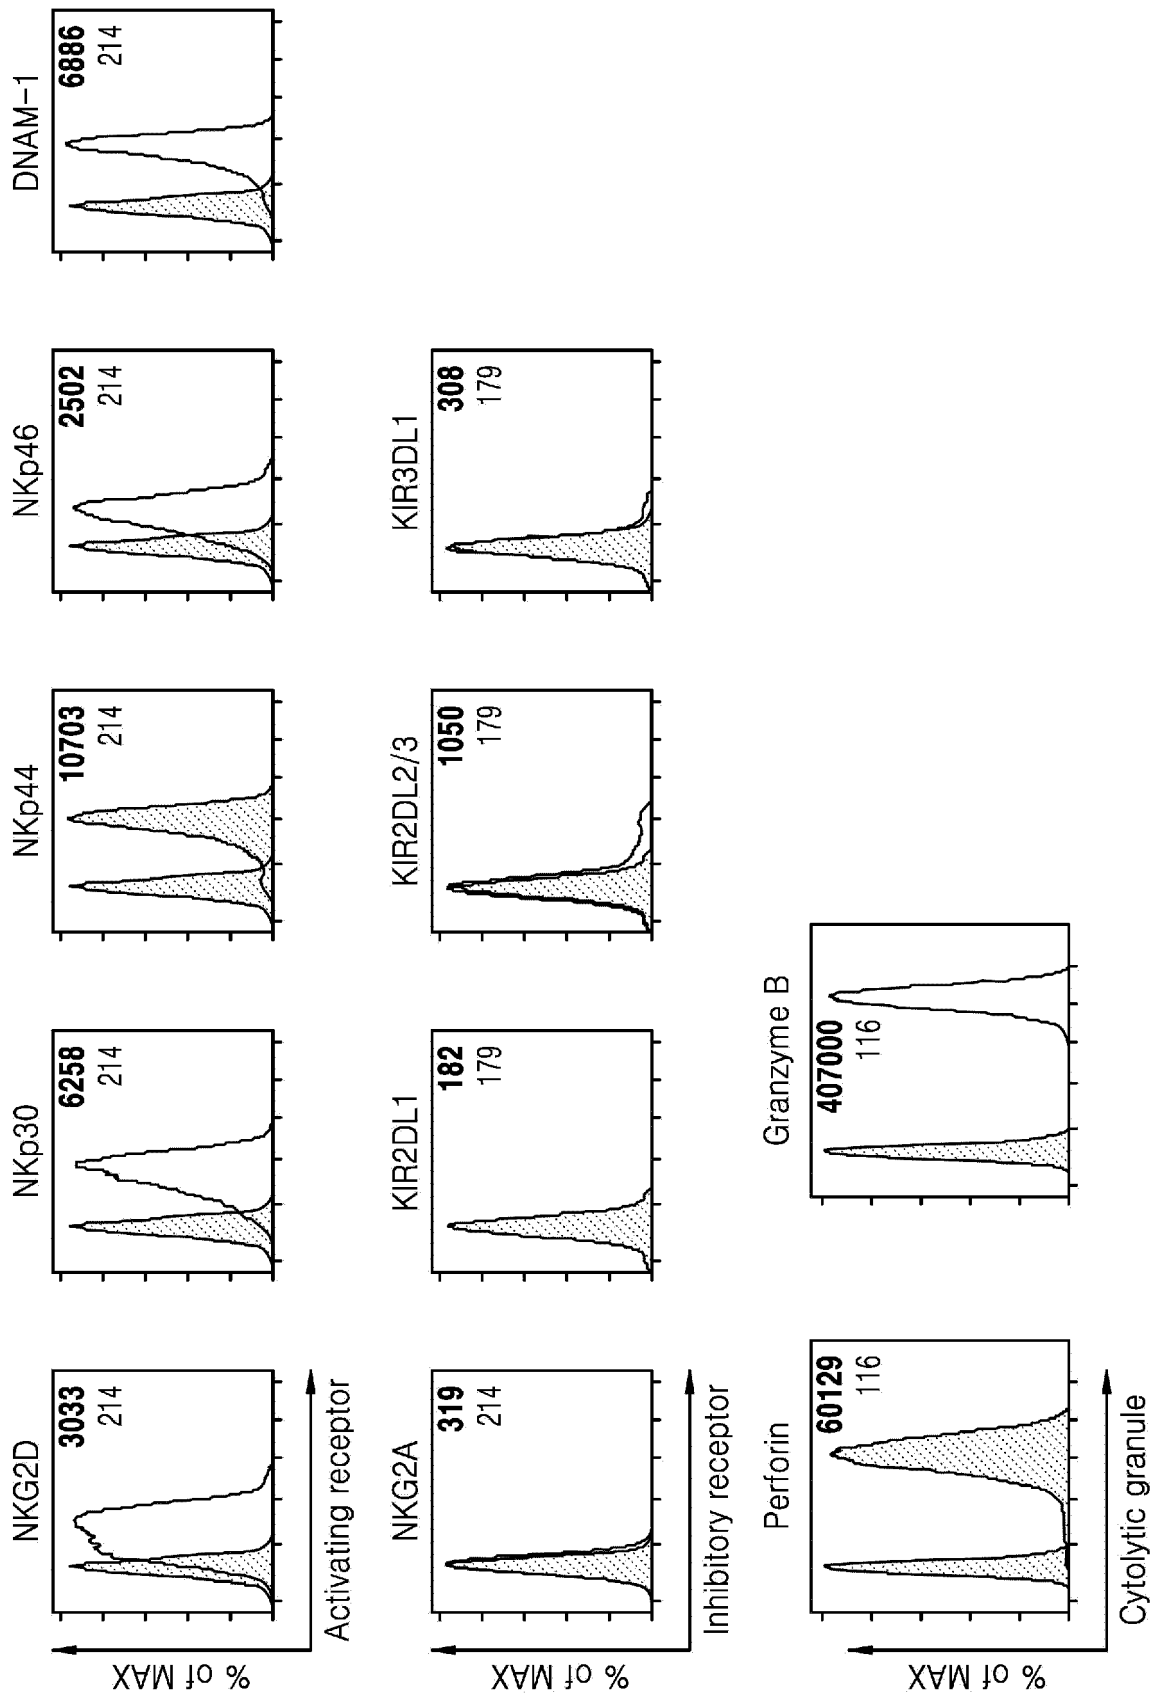 NKG2D
3033
214
NKp30
6258
214
NKp44
10703
214
NKp46
2502
214
DNAM-1
6886
214
% of MAX
Activating receptor
NKG2A
319
214
KIR2DL1
182
179
KIR2DL2/3
1050
179
KIR3DL1
308
179
% of MAX
Inhibitory receptor
Perforin
60129
116
Granzyme B
407000
116
% of MAX
Cytolytic granule